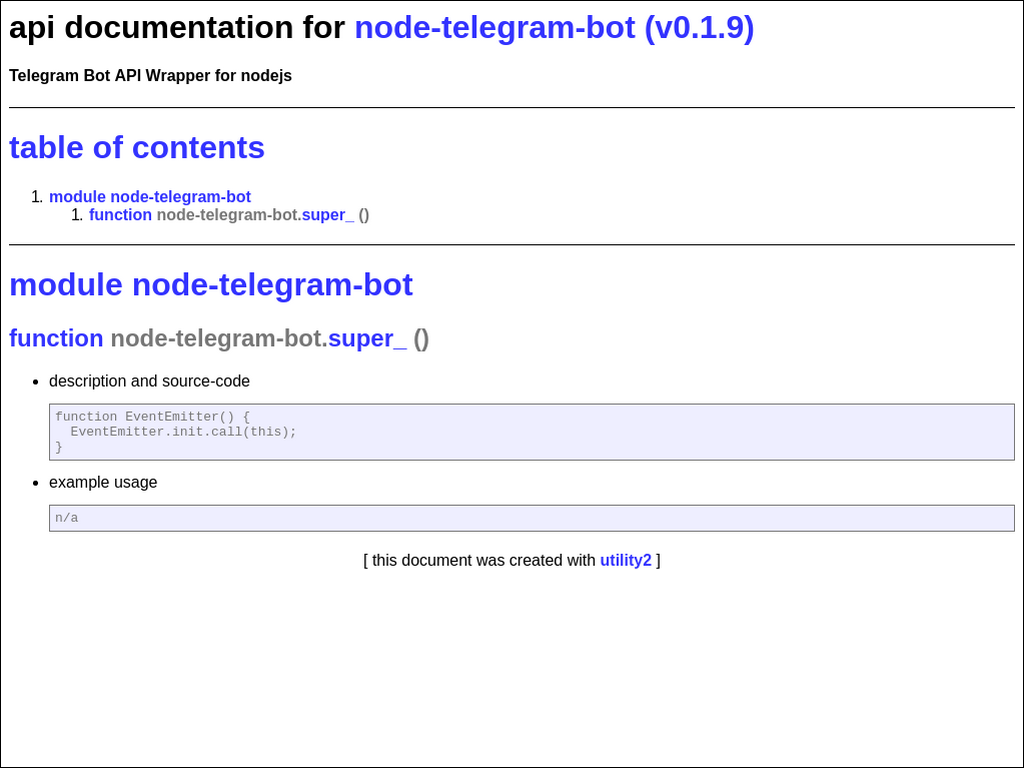 api documentation for node-telegram-bot (v0.1.9)
Telegram Bot API Wrapper for nodejs
table of contents
1. module node-telegram-bot
1. function node-telegram-bot.super_ ()
module node-telegram-bot
function node-telegram-bot.super_ ()
• description and source-code
function EventEmitter() {
  EventEmitter.init.call(this);
}
• example usage
n/a
[ this document was created with utility2 ]